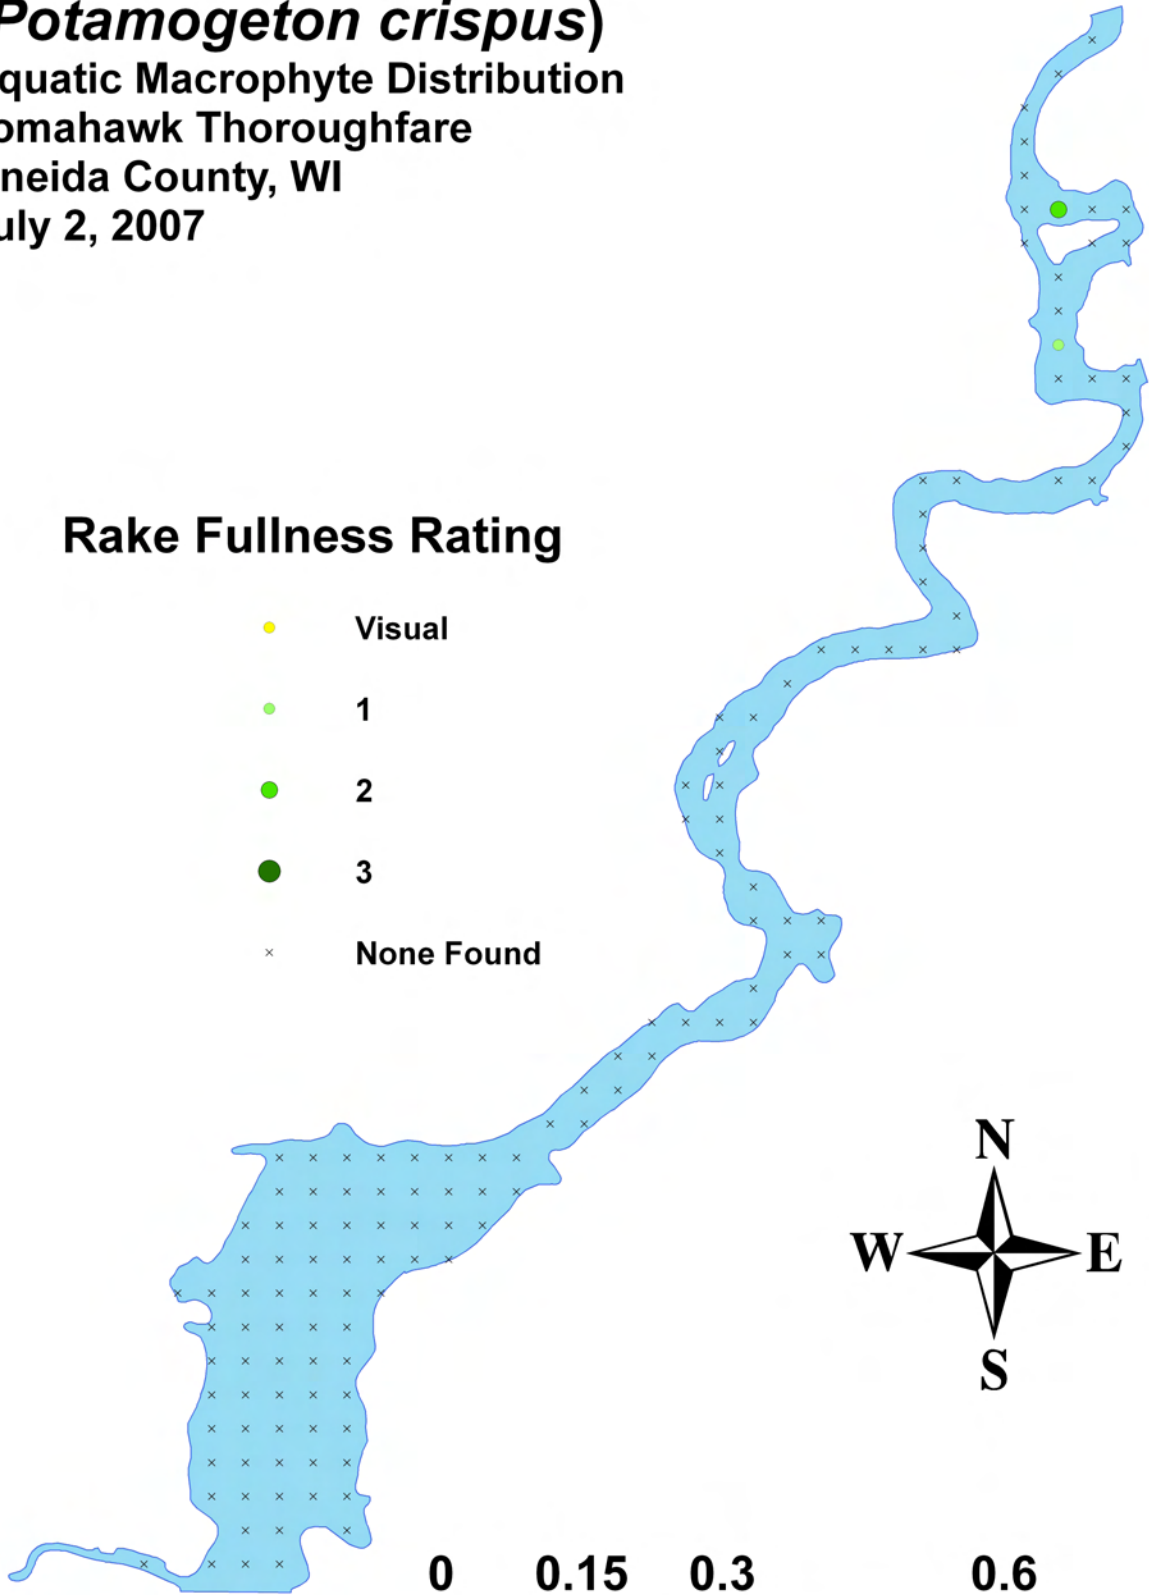 Potamogeton crispus)
quatic Macrophyte Distribution
omahawk Thoroughfare
neida County, WI
uly 2, 2007
Rake Fullness Rating
Visual
1
2
3
None Found
N
W E
S
0 0.15 0.3 0.6